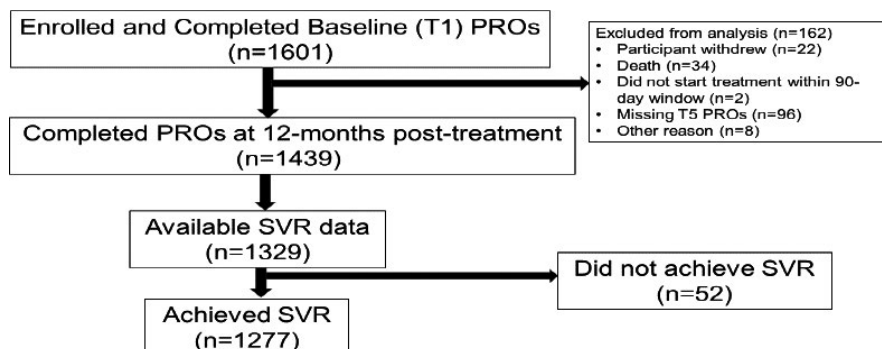 Enrolled and Completed Baseline (T1) PROs
(n=1601)
Excluded from analysis (n=162)
• Participant withdrew (n=22)
• Death (n=34)
• Did not start treatment within 90-
day window (n=2)
• Missing T5 PROs (n=96)
• Other reason (n=8)
Completed PROs at 12-months post-treatment
(n=1439)
Available SVR data
(n=1329)
Did not achieve SVR
(n=52)
Achieved SVR
(n=1277)